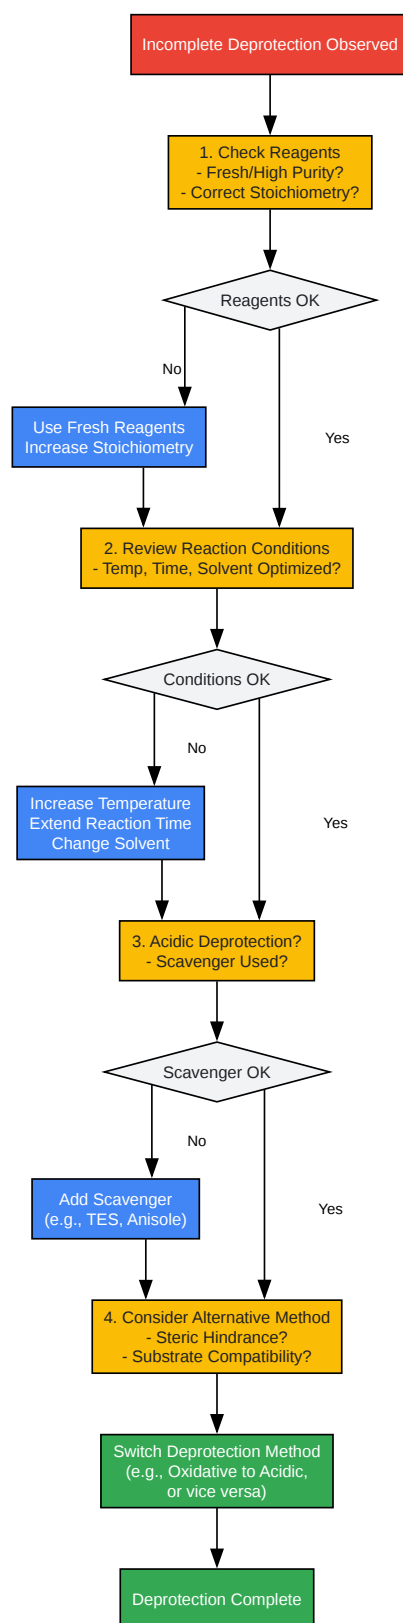 Incomplete Deprotection Observed
1. Check Reagents
- Fresh/High Purity?
- Correct Stoichiometry?
Reagents OK
No
Use Fresh Reagents
Increase Stoichiometry
Yes
2. Review Reaction Conditions
- Temp, Time, Solvent Optimized?
Conditions OK
No
Increase Temperature
Extend Reaction Time
Change Solvent
Yes
3. Acidic Deprotection?
- Scavenger Used?
Scavenger OK
No
Add Scavenger
(e.g., TES, Anisole)
Yes
4. Consider Alternative Method
- Steric Hindrance?
- Substrate Compatibility?
Switch Deprotection Method
(e.g., Oxidative to Acidic,
or vice versa)
Deprotection Complete